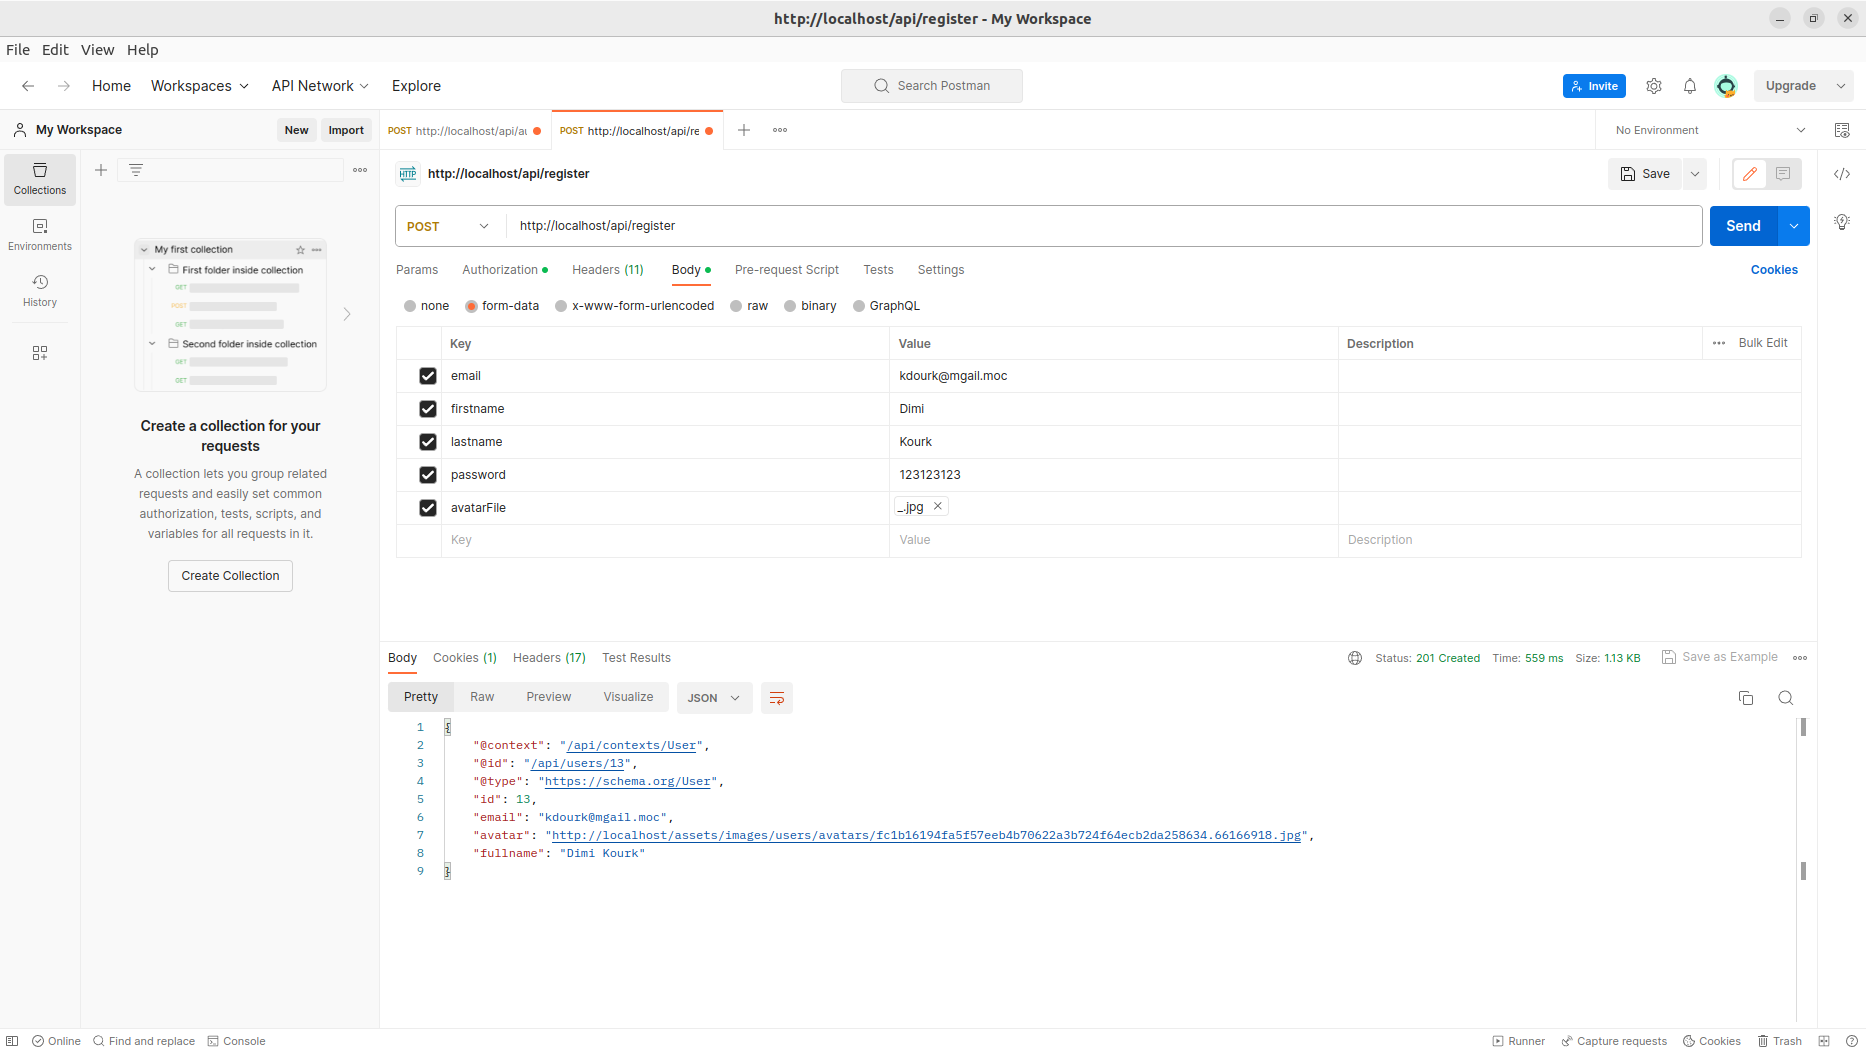 http://localhost/api/register - My Workspace
File Edit View Help
Home Workspaces API Network Explore Search Postman Invite Upgrade
My Workspace New Import POST http://localhost/api/au POST http://localhost/api/re No Environment
Collections
Environments
History
My first collection
First folder inside collection
GET
POST
GET
Second folder inside collection
GET
GET
Create a collection for your
requests
A collection lets you group related
requests and easily set common
authorization, tests, scripts, and
variables for all requests in it.
Create Collection
HTTP http://localhost/api/register Save
POST http://localhost/api/register Send
Params Authorization Headers (11) Body Pre-request Script Tests Settings Cookies
none form-data x-www-form-urlencoded raw binary GraphQL
Key Value Description Bulk Edit
email kdourk@mgail.moc
firstname Dimi
lastname Kourk
password 123123123
avatarFile _.jpg
Key Value Description
Body Cookies (1) Headers (17) Test Results Status: 201 Created Time: 559 ms Size: 1.13 KB Save as Example
Pretty Raw Preview Visualize JSON
1 {
2 "@context": "/api/contexts/User",
3 "@id": "/api/users/13",
4 "@type": "https://schema.org/User",
5 "id": 13,
6 "email": "kdourk@mgail.moc",
7 "avatar": "http://localhost/assets/images/users/avatars/fc1b16194fa5f57eeb4b70622a3b724f64ecb2da258634.66166918.jpg",
8 "fullname": "Dimi Kourk"
9 }
Online Find and replace Console Runner Capture requests Cookies Trash